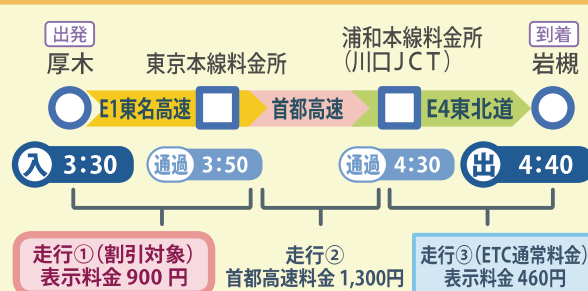 出発
厚木
東京本線料金所
浦和本線料金所
(川口JCT)
到着
岩槻
E1東名高速
首都高速
E4東北道
入 3:30
通過 3:50
通過 4:30
出 4:40
走行①(割引対象)
表示料金 900 円
走行②
首都高速料金 1,300円
走行③(ETC通常料金)
表示料金 460円